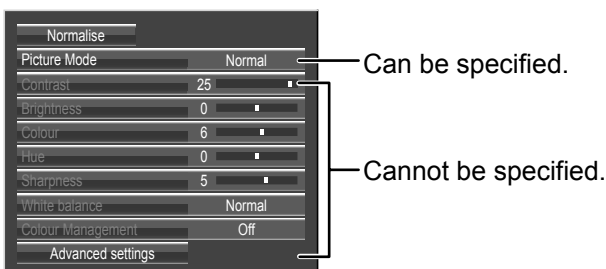 Normalise
Picture Mode Normal
Contrast 25
Brightness 0
Colour 6
Hue 0
Sharpness 5
White balance Normal
Colour Management Off
Advanced settings
Can be specified.
Cannot be specified.